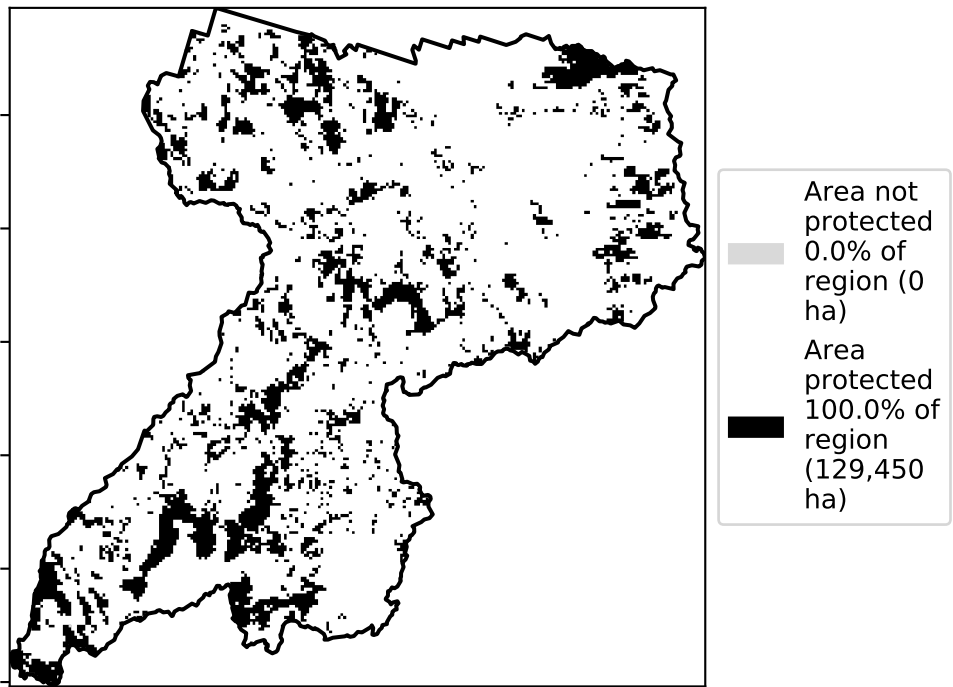 Area not
protected
0.0% of
region (0
ha)
Area
protected
100.0% of
region
(129,450
ha)